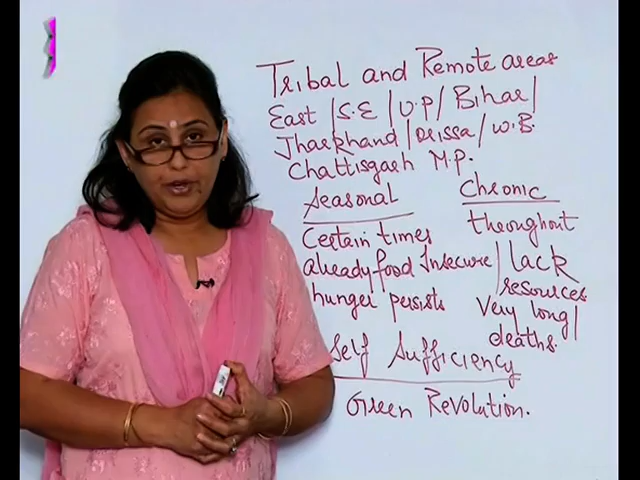 Tribal and Remote areas
East / S.E / U.P / Bihar /
Jharkhand / Orissa / W.B.
Chattisgarh M.P.
Seasonal
Certain times
already food Insecure
hunger persists
Chronic
theonghout
lack
resources
Very long /
deaths.
Self Sufficiency
Green Revolution.